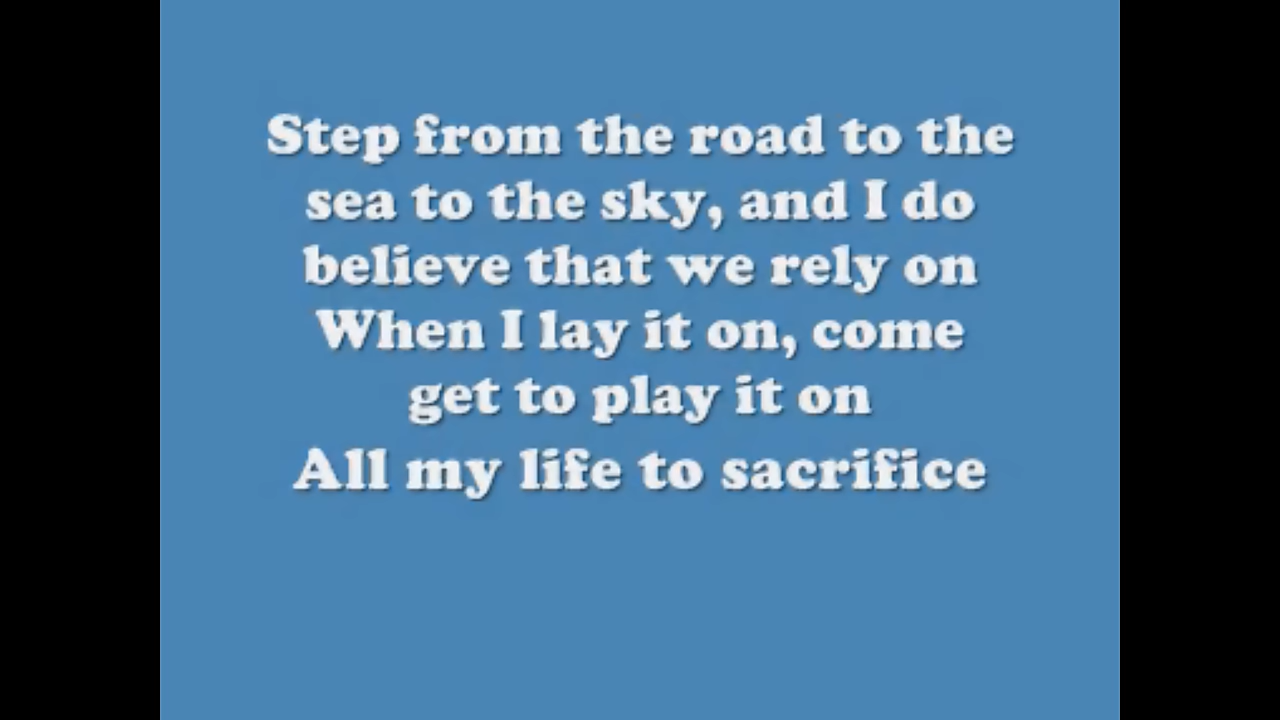 Step from the road to the
sea to the sky, and I do
believe that we rely on
When I lay it on, come
get to play it on
All my life to sacrifice